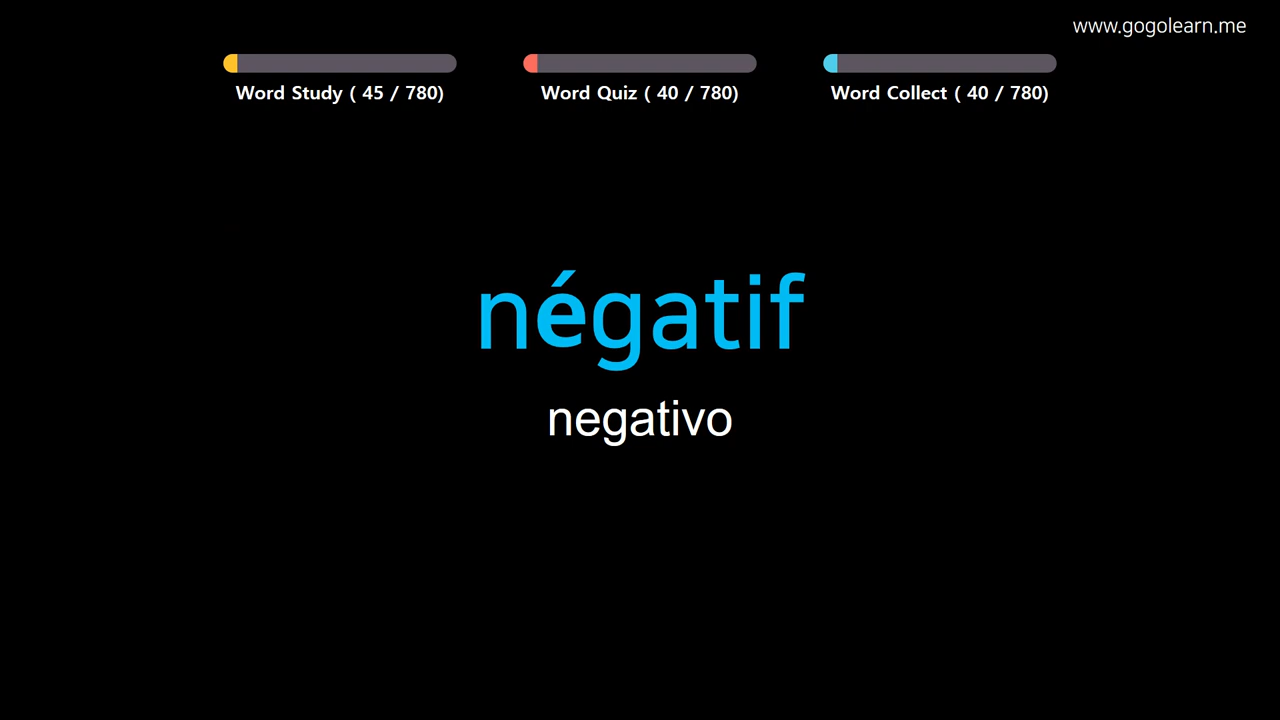 www.gogolearn.me
Word Study ( 45 / 780)
Word Quiz ( 40 / 780)
Word Collect ( 40 / 780)
négatif
negativo